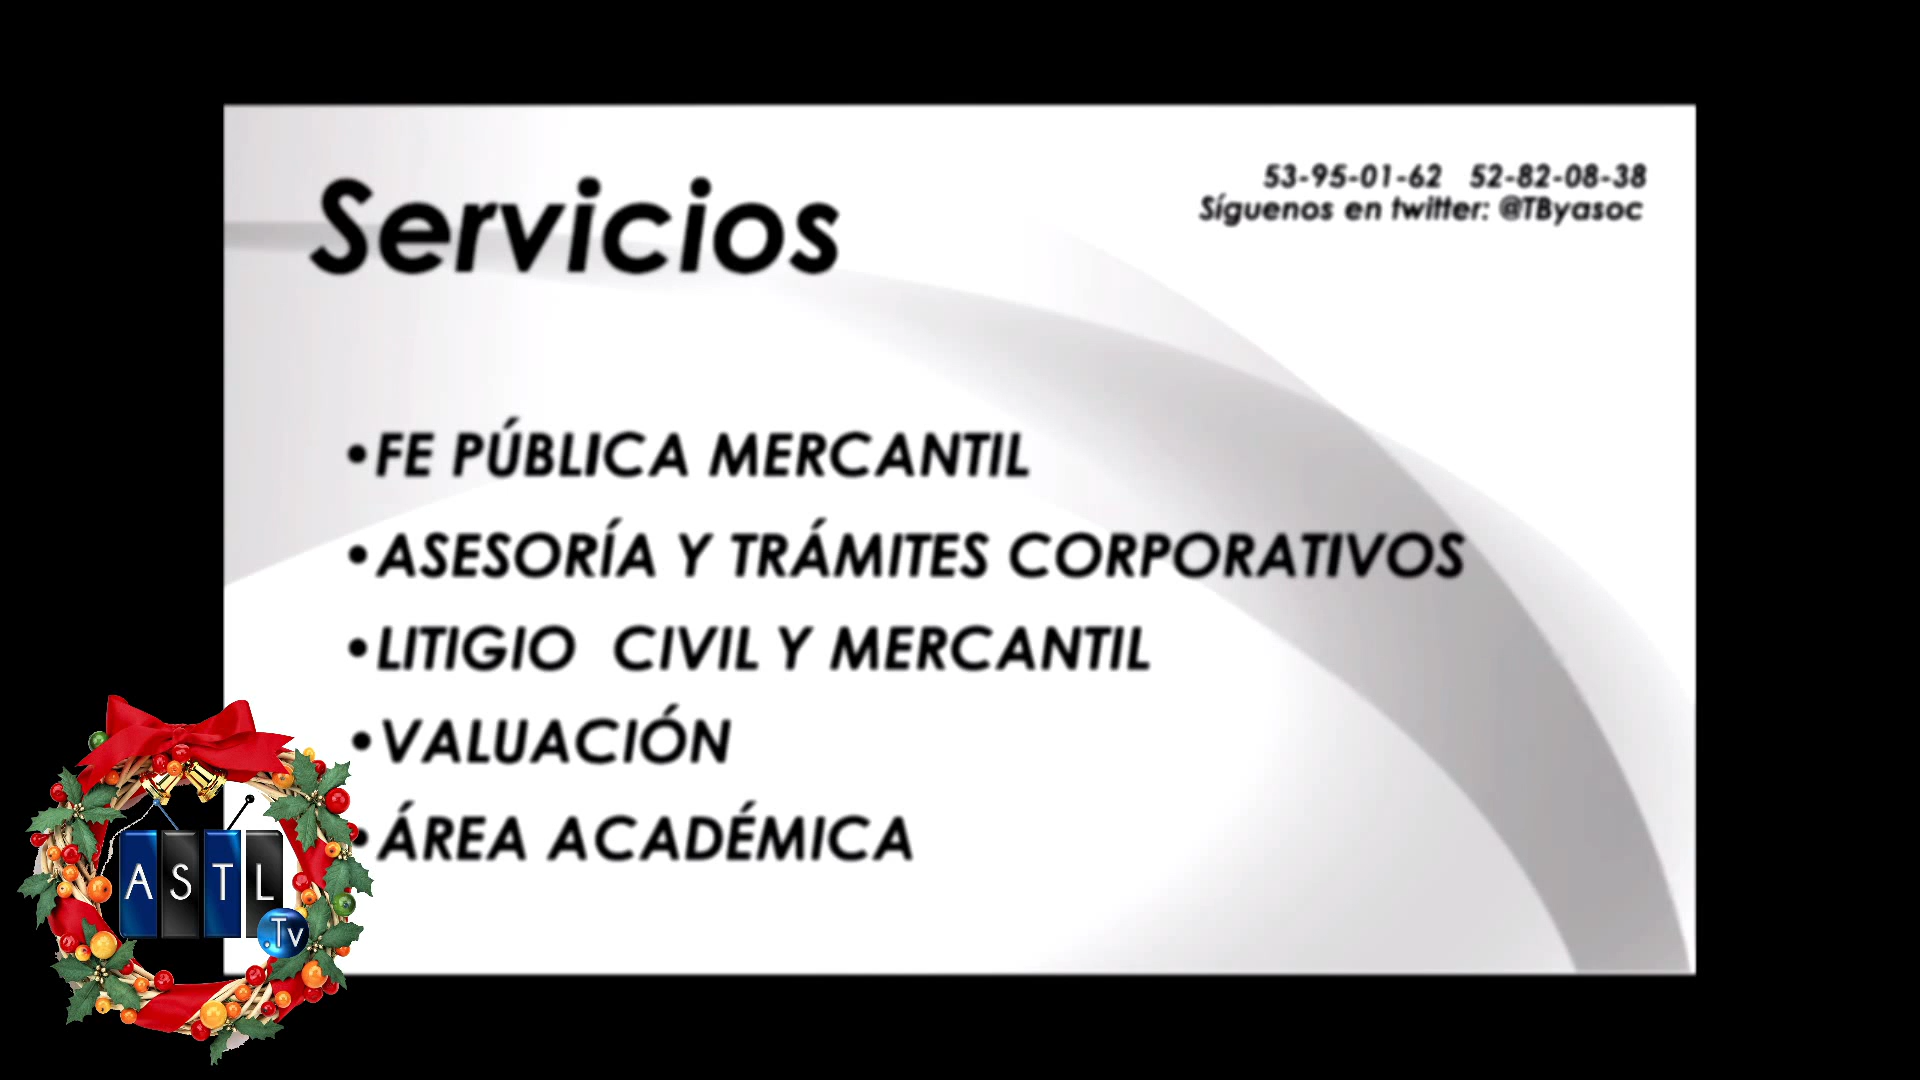 Servicios
53-95-01-62 52-82-08-38
Síguenos en twitter: @TByasoc
•FE PÚBLICA MERCANTIL
•ASESORÍA Y TRÁMITES CORPORATIVOS
•LITIGIO CIVIL Y MERCANTIL
•VALUACIÓN
•ÁREA ACADÉMICA
ASTL
.Tv